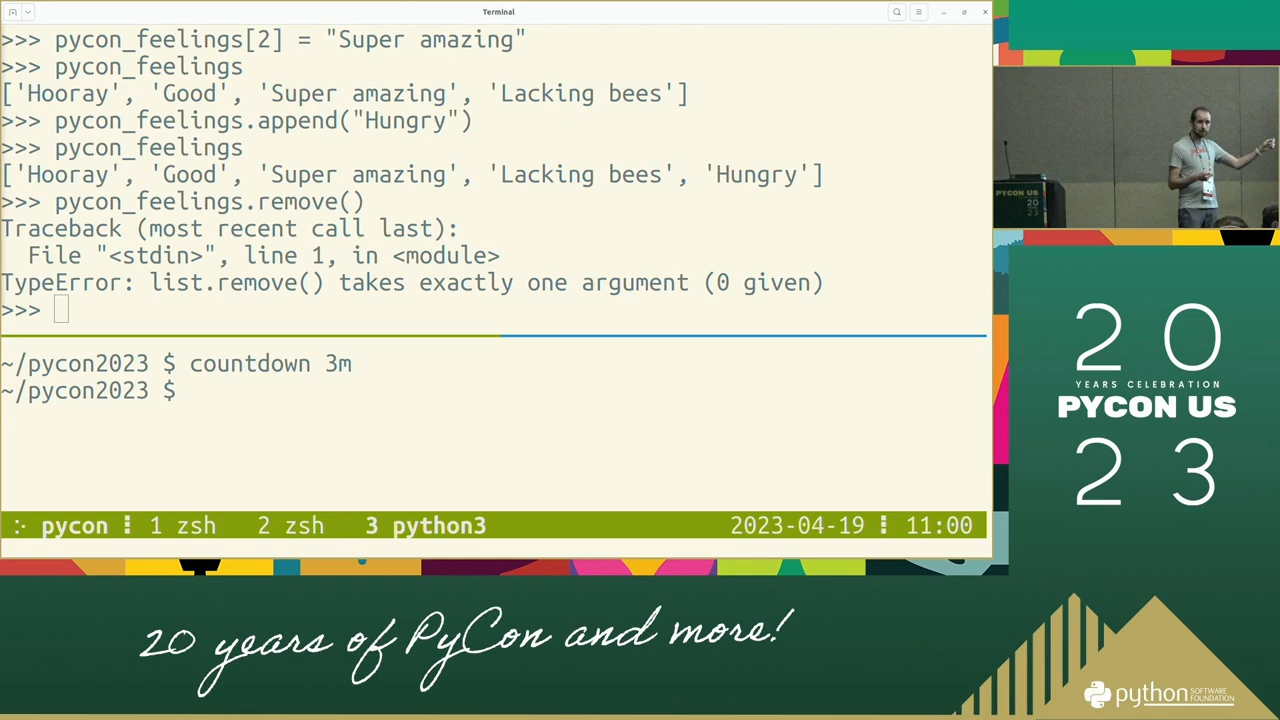 Terminal
>>> pycon_feelings[2] = "Super amazing"
>>> pycon_feelings
['Hooray', 'Good', 'Super amazing', 'Lacking bees']
>>> pycon_feelings.append("Hungry")
>>> pycon_feelings
['Hooray', 'Good', 'Super amazing', 'Lacking bees', 'Hungry']
>>> pycon_feelings.remove()
Traceback (most recent call last):
  File "<stdin>", line 1, in <module>
TypeError: list.remove() takes exactly one argument (0 given)
>>>
~/pycon2023 $ countdown 3m
~/pycon2023 $
pycon 1 zsh 2 zsh 3 python3 2023-04-19 11:00
PYCON US
20
23
20
YEARS CELEBRATION
PYCON US
23
20 years of PyCon and more!
python SOFTWARE
FOUNDATION